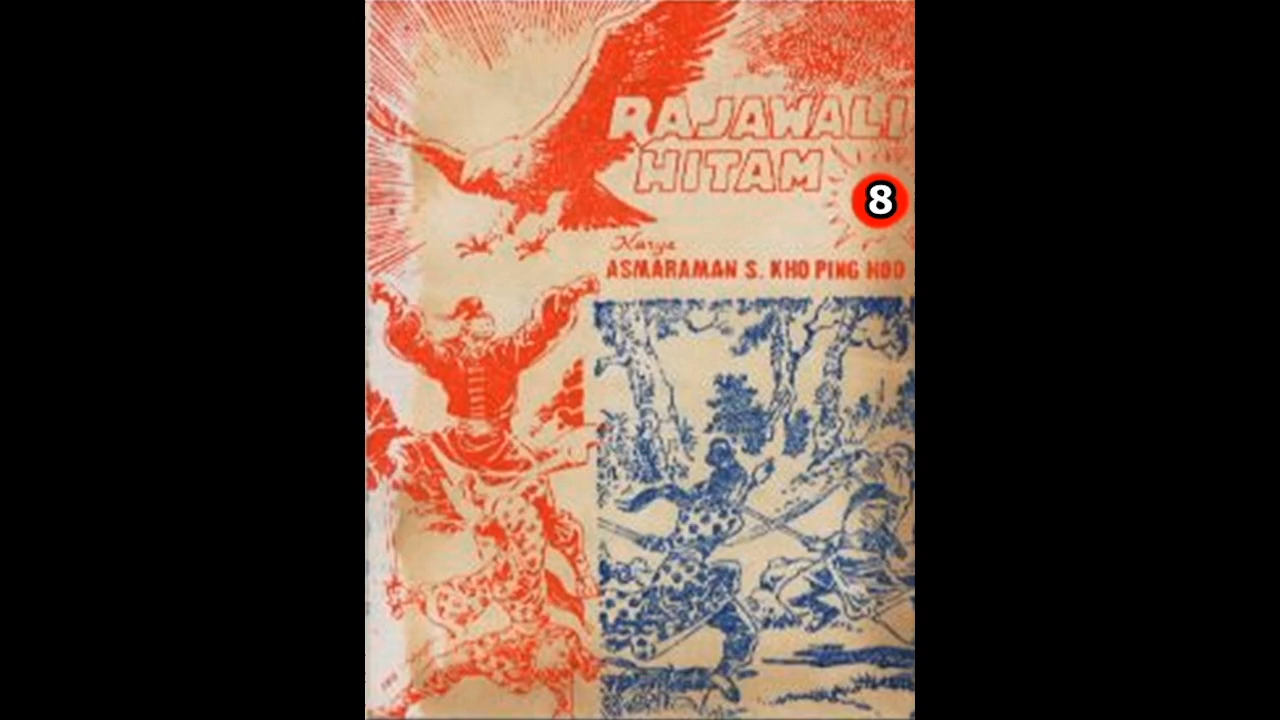 RAJAWALI
HITAM
8
Karya
ASMARAMAN S. KHO PING HOO